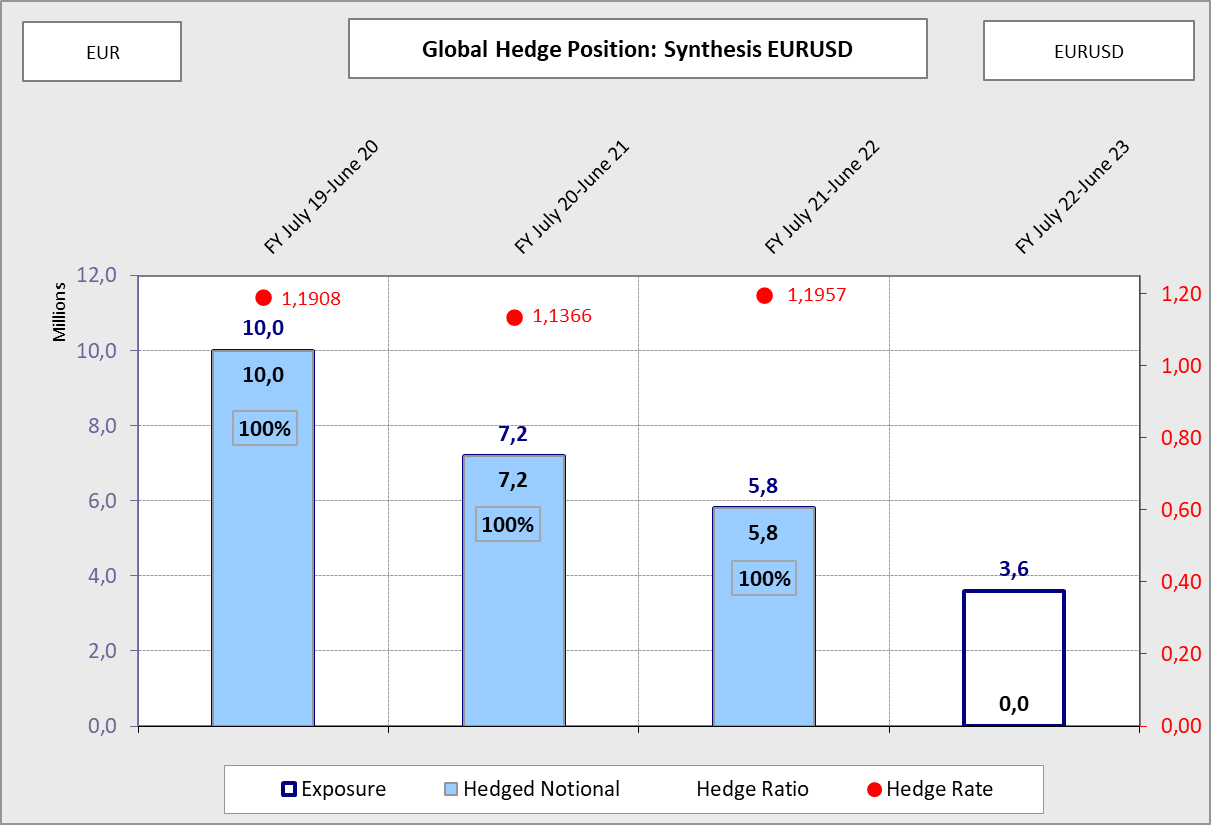 EUR
Global Hedge Position: Synthesis EURUSD
EURUSD
FY July 19-June 20
FY July 20-June 21
FY July 21-June 22
FY July 22-June 23
Millions
12,0
10,0
8,0
6,0
4,0
2,0
0,0
1,1908
10,0
10,0
100%
1,1366
7,2
7,2
100%
1,1957
5,8
5,8
100%
3,6
0,0
1,20
1,00
0,80
0,60
0,40
0,20
0,00
Exposure
Hedged Notional
Hedge Ratio
Hedge Rate